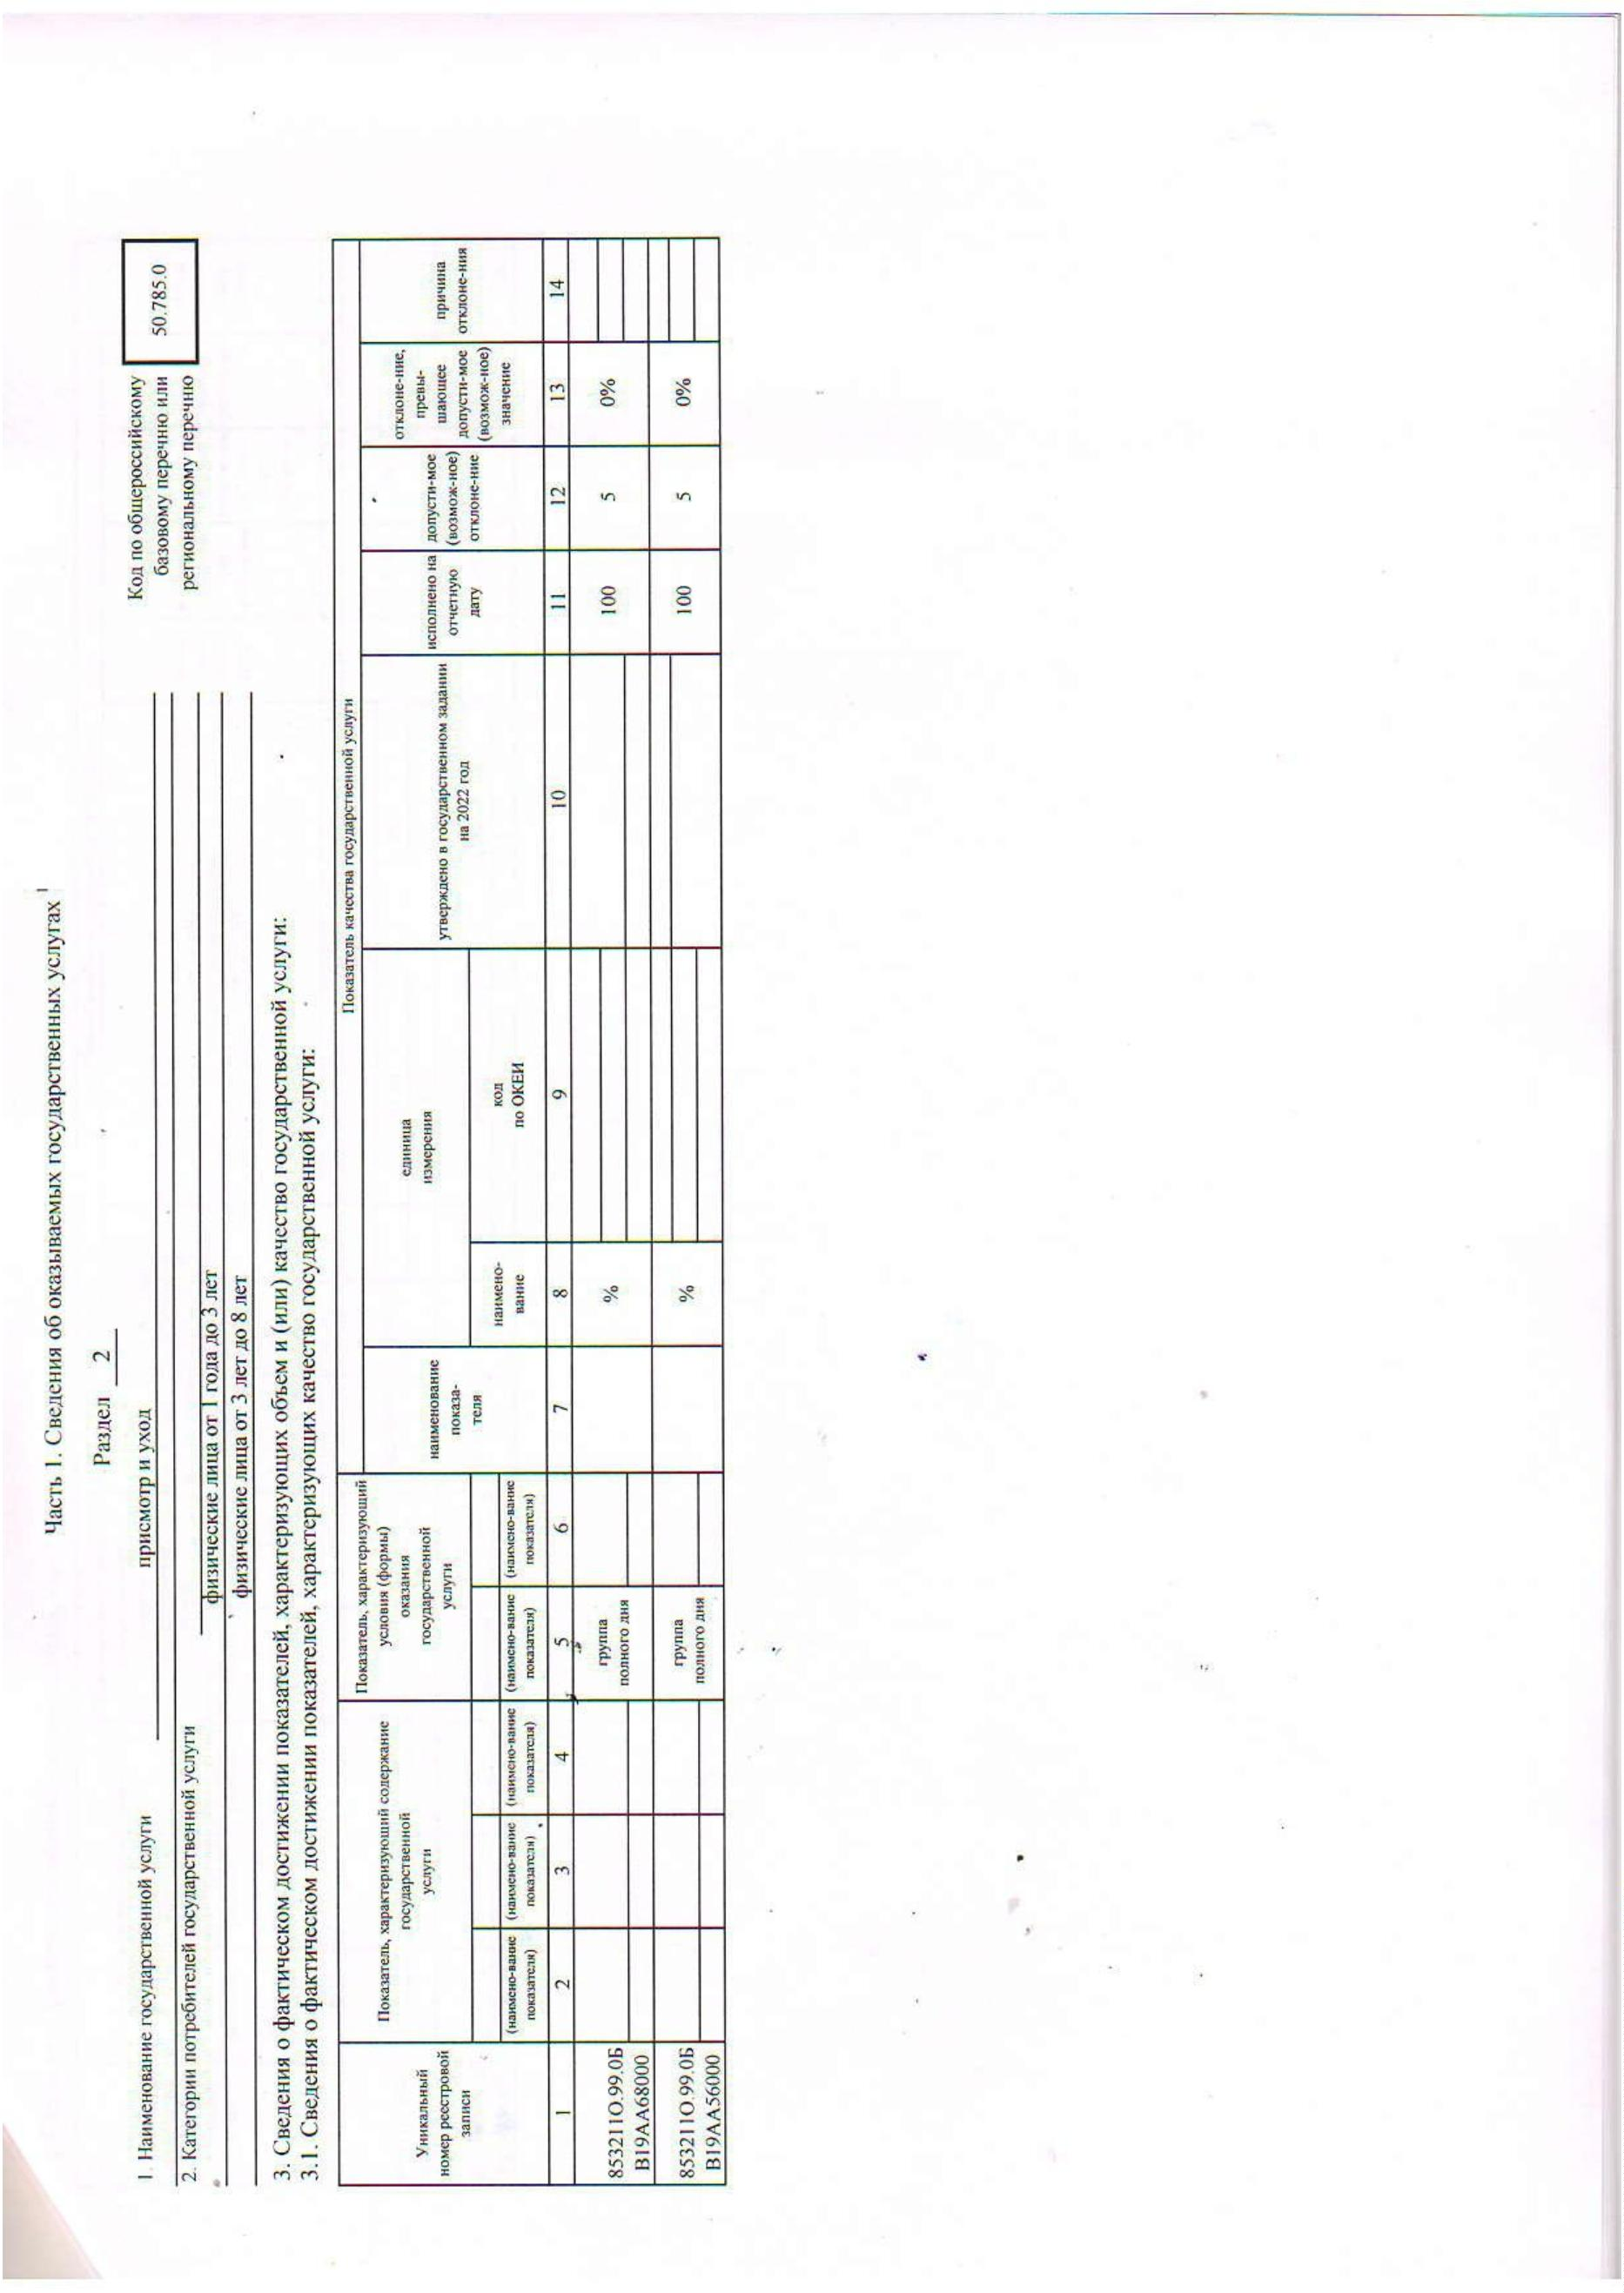 Часть 1. Сведения об оказываемых государственных услугах 1
Раздел 2
1. Наименование государственной услуги присмотр и уход
2. Категории потребителей государственной услуги
физические лица от 1 года до 3 лет
физические лица от 3 лет до 8 лет
Код по общероссийскому
базовому перечню или
региональному перечню
50.785.0
3. Сведения о фактическом достижении показателей, характеризующих объем и (или) качество государственной услуги:
3.1. Сведения о фактическом достижении показателей, характеризующих качество государственной услуги:
Уникальный
номер реестровой
записи
Показатель, характеризующий содержание
государственной
услуги
Показатель, характеризующий
условия (формы)
оказания
государственной
услуги
Показатель качества государственной услуги
наименование
показа-
теля
единица
измерения
утверждено в государственном задании
на 2022 год
исполнено на
отчетную
дату
допусти-мое
(возмож-ное)
отклоне-ние
отклоне-ние,
превы-
шающее
допусти-мое
(возмож-ное)
значение
причина
отклоне-ния
(наимено-вание
показателя)
(наимено-вание
показателя)
(наимено-вание
показателя)
(наимено-вание
показателя)
(наимено-вание
показателя)
наимено-
вание
код
по ОКЕИ
1 2 3 4 5 6 7 8 9 10 11 12 13 14
853211О.99.0Б
В19АА68000
группа
полного дня
% 100 5 0%
853211О.99.0Б
В19АА56000
группа
полного дня
% 100 5 0%